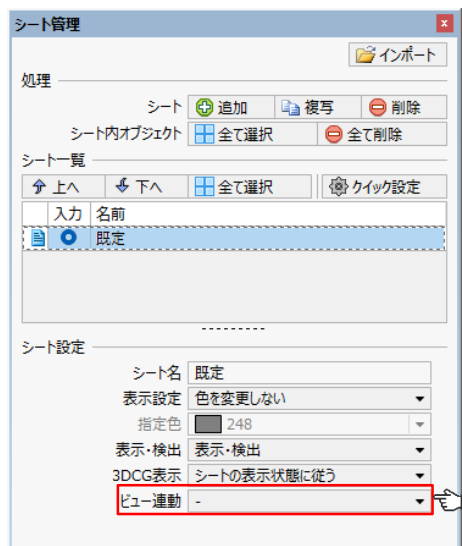 シート管理
インポート
処理
シート 追加 複写 削除
シート内オブジェクト 全て選択 全て削除
シート一覧
上へ 下へ 全て選択 クイック設定
入力 名前
既定
シート設定
シート名 既定
表示設定 色を変更しない
指定色 248
表示・検出 表示・検出
3DCG表示 シートの表示状態に従う
ビュー連動 -